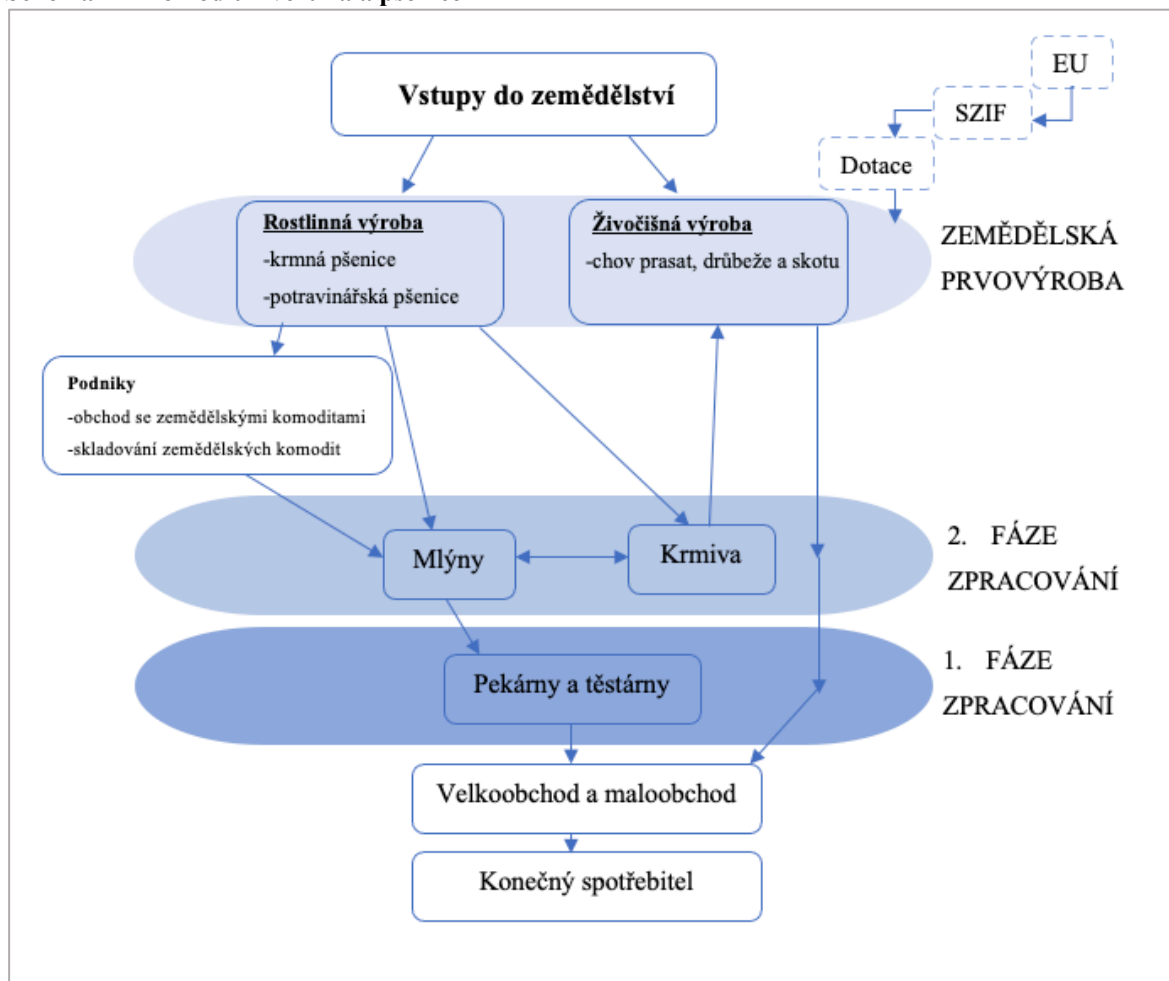 Vstupy do zemědělství
EU
SZIF
Dotace
Rostlinná výroba
-krmná pšenice
-potravinářská pšenice
Živočišná výroba
-chov prasat, drůbeže a skotu
ZEMĚDĚLSKÁ
PRVOVÝROBA
Podniky
-obchod se zemědělskými komoditami
-skladování zemědělských komodit
Mlýny
Krmiva
2. FÁZE
ZPRACOVÁNÍ
Pekárny a těstárny
1. FÁZE
ZPRACOVÁNÍ
Velkoobchod a maloobchod
Konečný spotřebitel